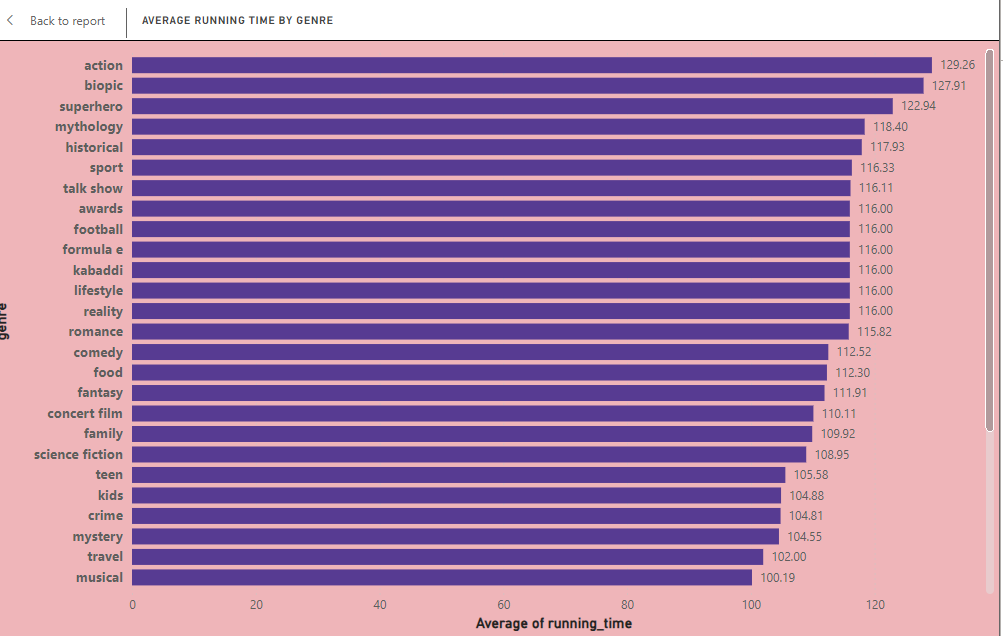 Back to report
AVERAGE RUNNING TIME BY GENRE
genre
action 129.26
biopic 127.91
superhero 122.94
mythology 118.40
historical 117.93
sport 116.33
talk show 116.11
awards 116.00
football 116.00
formula e 116.00
kabaddi 116.00
lifestyle 116.00
reality 116.00
romance 115.82
comedy 112.52
food 112.30
fantasy 111.91
concert film 110.11
family 109.92
science fiction 108.95
teen 105.58
kids 104.88
crime 104.81
mystery 104.55
travel 102.00
musical 100.19
0 20 40 60 80 100 120
Average of running_time